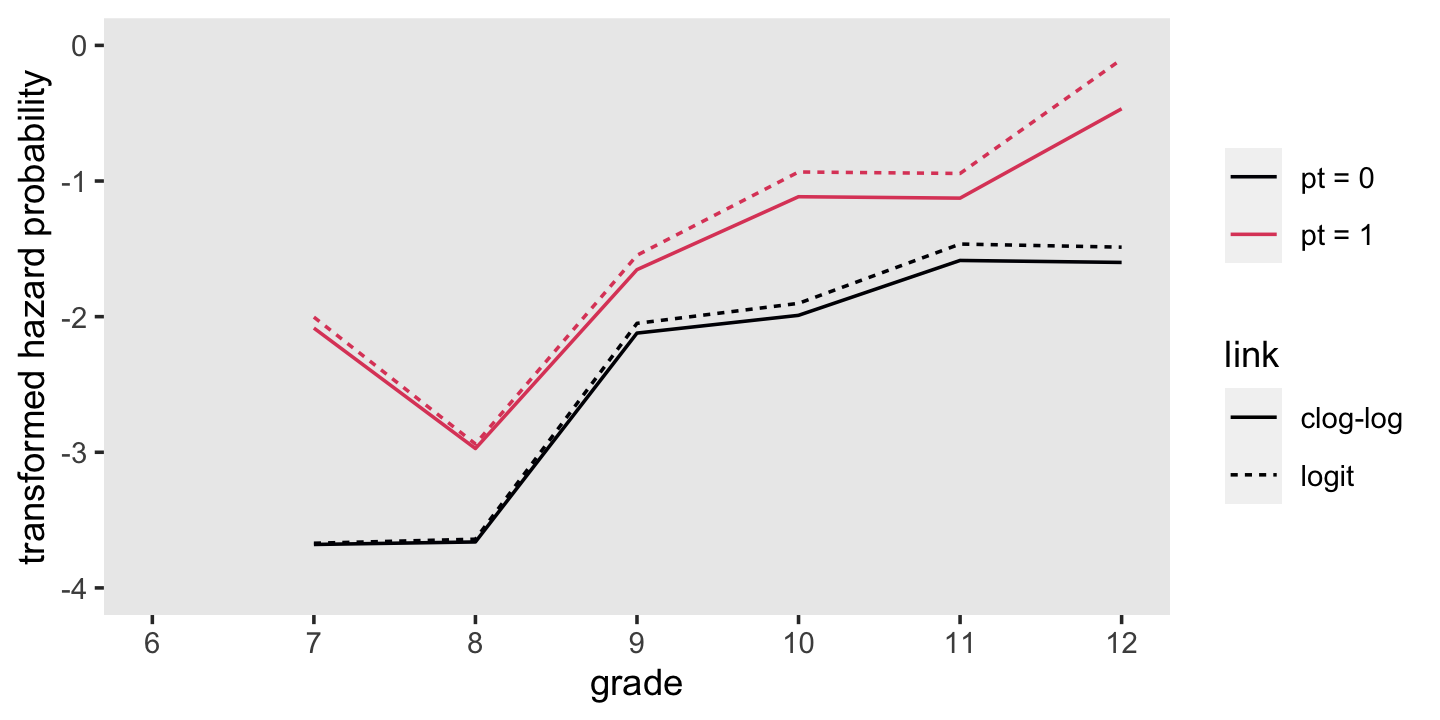 transformed hazard probability
0
-1
-2
-3
-4
6 7 8 9 10 11 12
grade
pt = 0
pt = 1
link
clog-log
logit